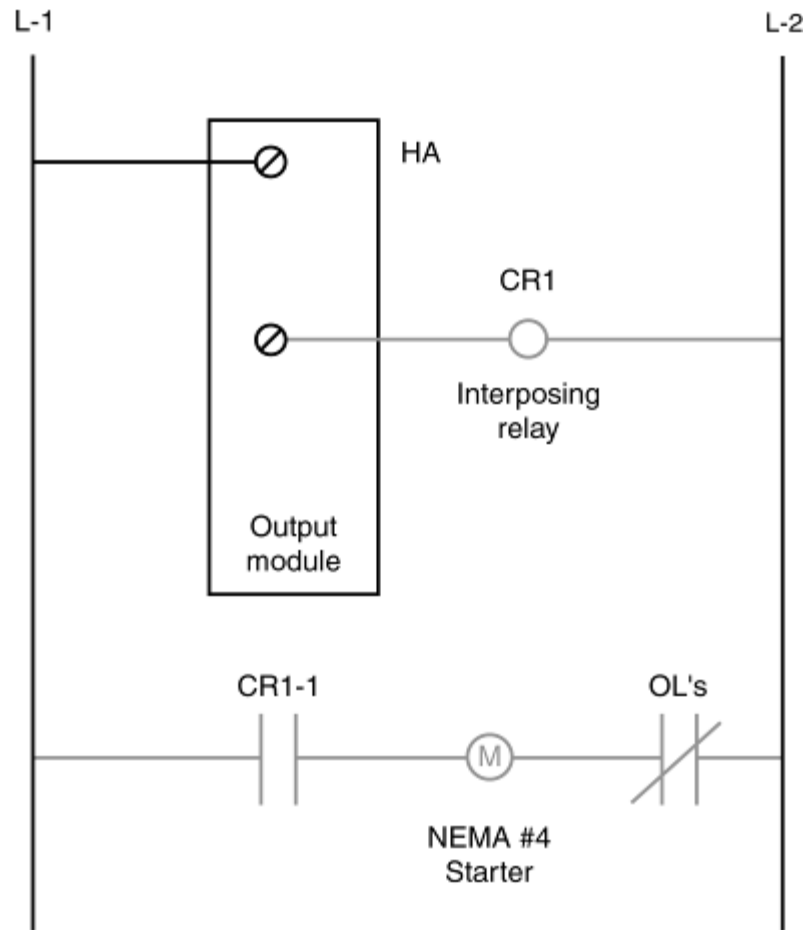 L-1
L-2
HA
CR1
Interposing
relay
Output
module
CR1-1
OL's
M
NEMA #4
Starter